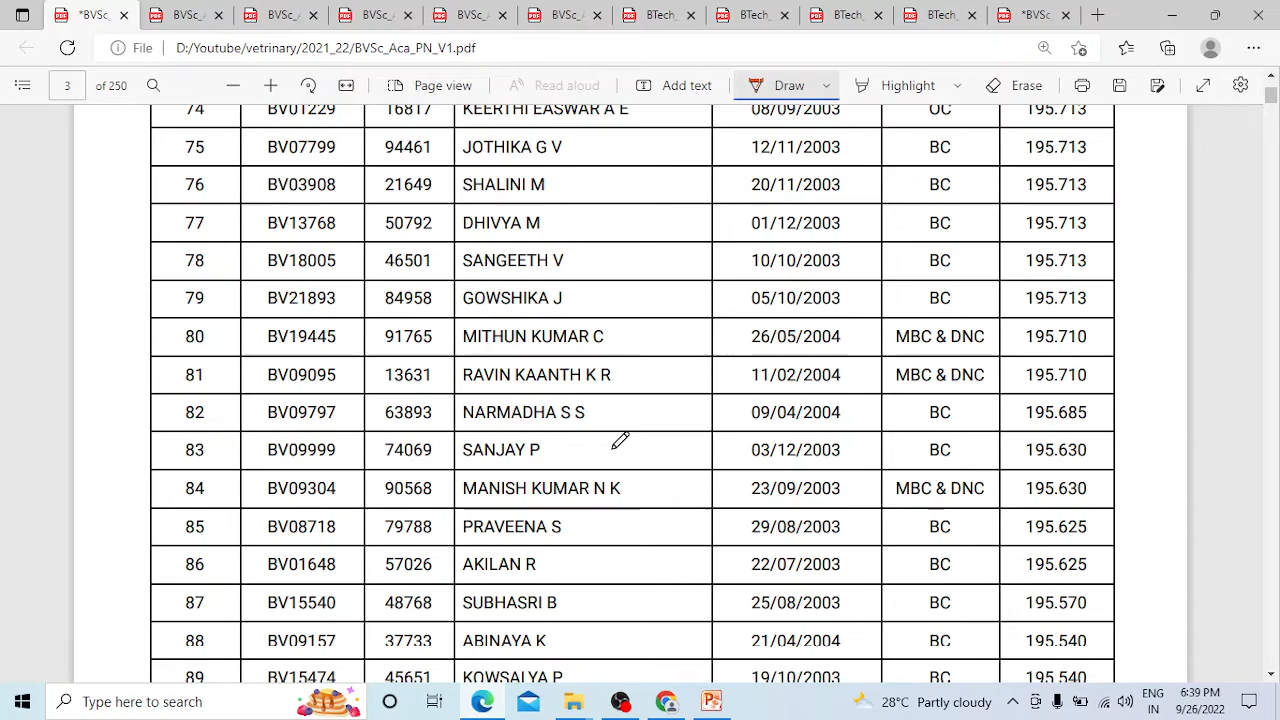 *BVSc_
BVSc_
BVSc_
BVSc_
BVSc_
BTech_
BTech_
BTech_
BTech_
*BVSc_
File D:/Youtube/vetrinary/2021_22/BVSc_Aca_PN_V1.pdf
3 of 250 Page view Read aloud Add text Draw Highlight Erase
74 BV01229 16817 KEERTHI EASWAR A E 08/09/2003 OC 195.713
75 BV07799 94461 JOTHIKA G V 12/11/2003 BC 195.713
76 BV03908 21649 SHALINI M 20/11/2003 BC 195.713
77 BV13768 50792 DHIVYA M 01/12/2003 BC 195.713
78 BV18005 46501 SANGEETH V 10/10/2003 BC 195.713
79 BV21893 84958 GOWSHIKA J 05/10/2003 BC 195.713
80 BV19445 91765 MITHUN KUMAR C 26/05/2004 MBC & DNC 195.710
81 BV09095 13631 RAVIN KAANTH K R 11/02/2004 MBC & DNC 195.710
82 BV09797 63893 NARMADHA S S 09/04/2004 BC 195.685
83 BV09999 74069 SANJAY P 03/12/2003 BC 195.630
84 BV09304 90568 MANISH KUMAR N K 23/09/2003 MBC & DNC 195.630
85 BV08718 79788 PRAVEENA S 29/08/2003 BC 195.625
86 BV01648 57026 AKILAN R 22/07/2003 BC 195.625
87 BV15540 48768 SUBHASRI B 25/08/2003 BC 195.570
88 BV09157 37733 ABINAYA K 21/04/2004 BC 195.540
89 BV15474 45651 KOWSALYA P 19/10/2003 BC 195.540
Type here to search 28°C Partly cloudy ENG 6:39 PM
IN 9/26/2022